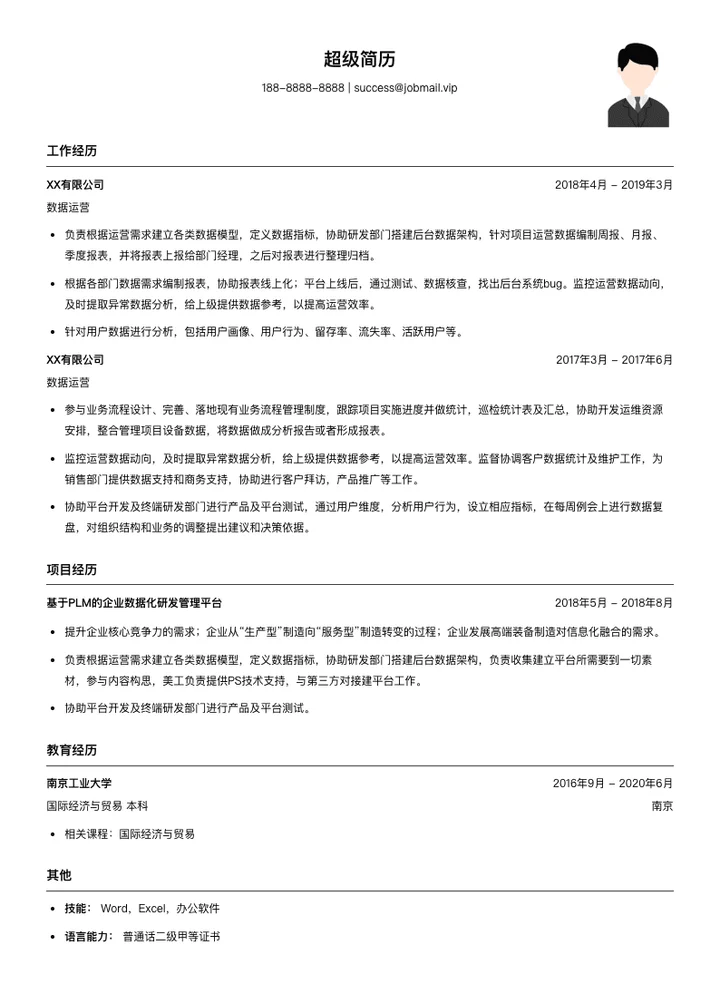 超级简历
188-8888-8888 | success@jobmail.vip
工作经历
XX有限公司 2018年4月 - 2019年3月
数据运营
• 负责根据运营需求建立各类数据模型，定义数据指标，协助研发部门搭建后台数据架构，针对项目运营数据编制周报、月报、
季度报表，并将报表上报给部门经理，之后对报表进行整理归档。
• 根据各部门数据需求编制报表，协助报表线上化；平台上线后，通过测试、数据核查，找出后台系统bug。监控运营数据动向，
及时提取异常数据分析，给上级提供数据参考，以提高运营效率。
• 针对用户数据进行分析，包括用户画像、用户行为、留存率、流失率、活跃用户等。
XX有限公司 2017年3月 - 2017年6月
数据运营
• 参与业务流程设计、完善、落地现有业务流程管理制度，跟踪项目实施进度并做统计，巡检统计表及汇总，协助开发运维资源
安排，整合管理项目设备数据，将数据做成分析报告或者形成报表。
• 监控运营数据动向，及时提取异常数据分析，给上级提供数据参考，以提高运营效率。监督协调客户数据统计及维护工作，为
销售部门提供数据支持和商务支持，协助进行客户拜访，产品推广等工作。
• 协助平台开发及终端研发部门进行产品及平台测试，通过用户维度，分析用户行为，设立相应指标，在每周例会上进行数据复
盘，对组织结构和业务的调整提出建议和决策依据。
项目经历
基于PLM的企业数据化研发管理平台 2018年5月 - 2018年8月
• 提升企业核心竞争力的需求；企业从“生产型”制造向“服务型”制造转变的过程；企业发展高端装备制造对信息化融合的需求。
• 负责根据运营需求建立各类数据模型，定义数据指标，协助研发部门搭建后台数据架构，负责收集建立平台所需要到一切素
材，参与内容构思，美工负责提供PS技术支持，与第三方对接建平台工作。
• 协助平台开发及终端研发部门进行产品及平台测试。
教育经历
南京工业大学 2016年9月 - 2020年6月
国际经济与贸易 本科 南京
• 相关课程：国际经济与贸易
其他
• 技能： Word，Excel，办公软件
• 语言能力： 普通话二级甲等证书